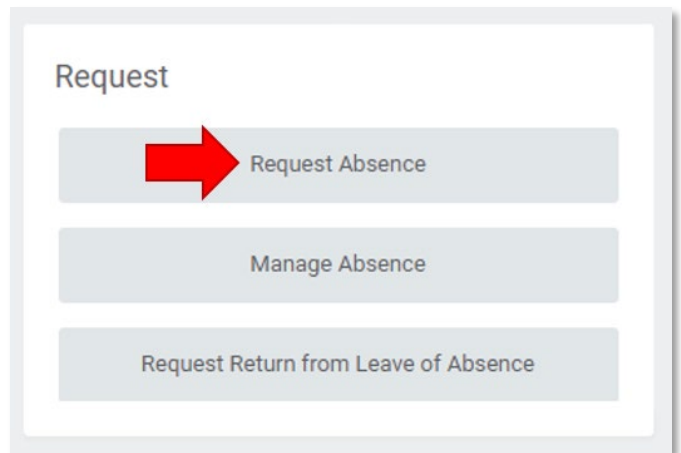 Request
Request Absence
Manage Absence
Request Return from Leave of Absence